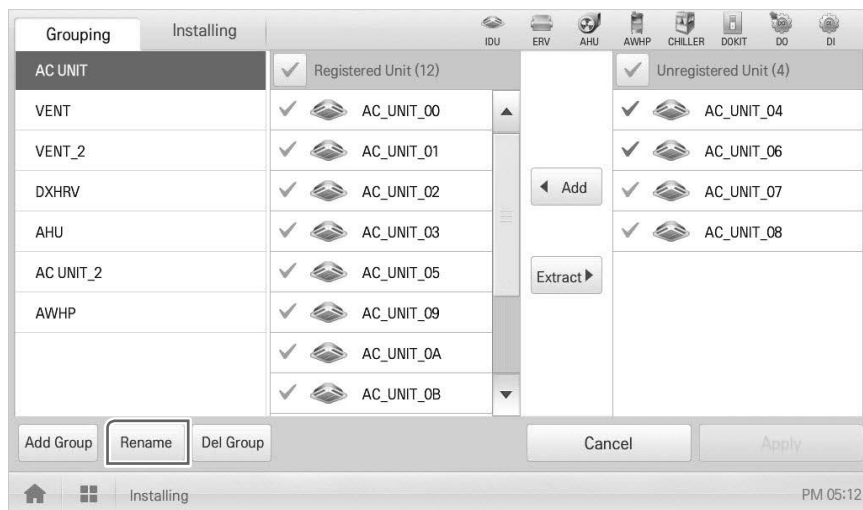 Grouping
Installing
IDU
ERV
AHU
AWHP
CHILLER
DOKIT
DO
DI
AC UNIT
Registered Unit (12)
Unregistered Unit (4)
VENT
AC_UNIT_00
AC_UNIT_04
VENT_2
AC_UNIT_01
AC_UNIT_06
DXHRV
AC_UNIT_02
Add
AC_UNIT_07
AHU
AC_UNIT_03
AC_UNIT_08
AC UNIT_2
AC_UNIT_05
Extract
AWHP
AC_UNIT_09
AC_UNIT_0A
AC_UNIT_0B
Add Group
Rename
Del Group
Cancel
Apply
Installing
PM 05:12